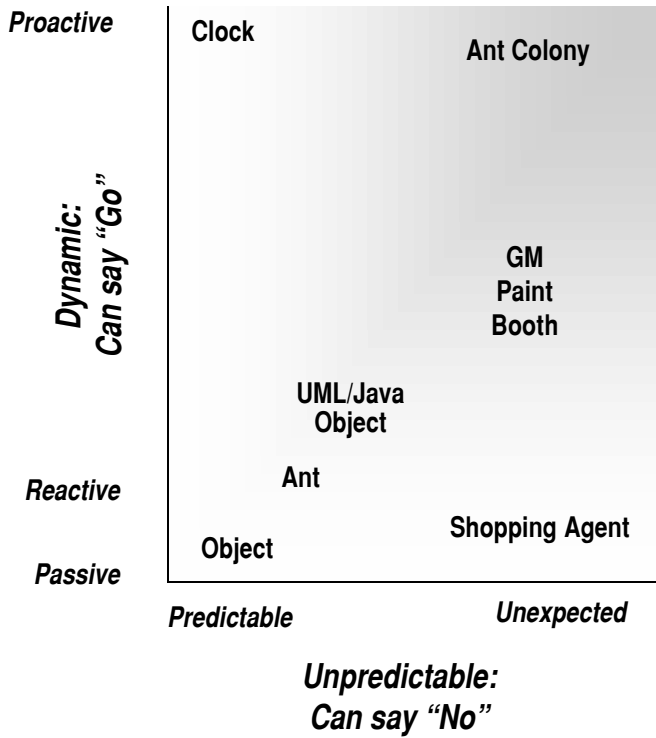 Proactive
Clock
Ant Colony
Dynamic:
Can say “Go”
GM
Paint
Booth
UML/Java
Object
Ant
Reactive
Shopping Agent
Object
Passive
Predictable
Unexpected
Unpredictable:
Can say “No”